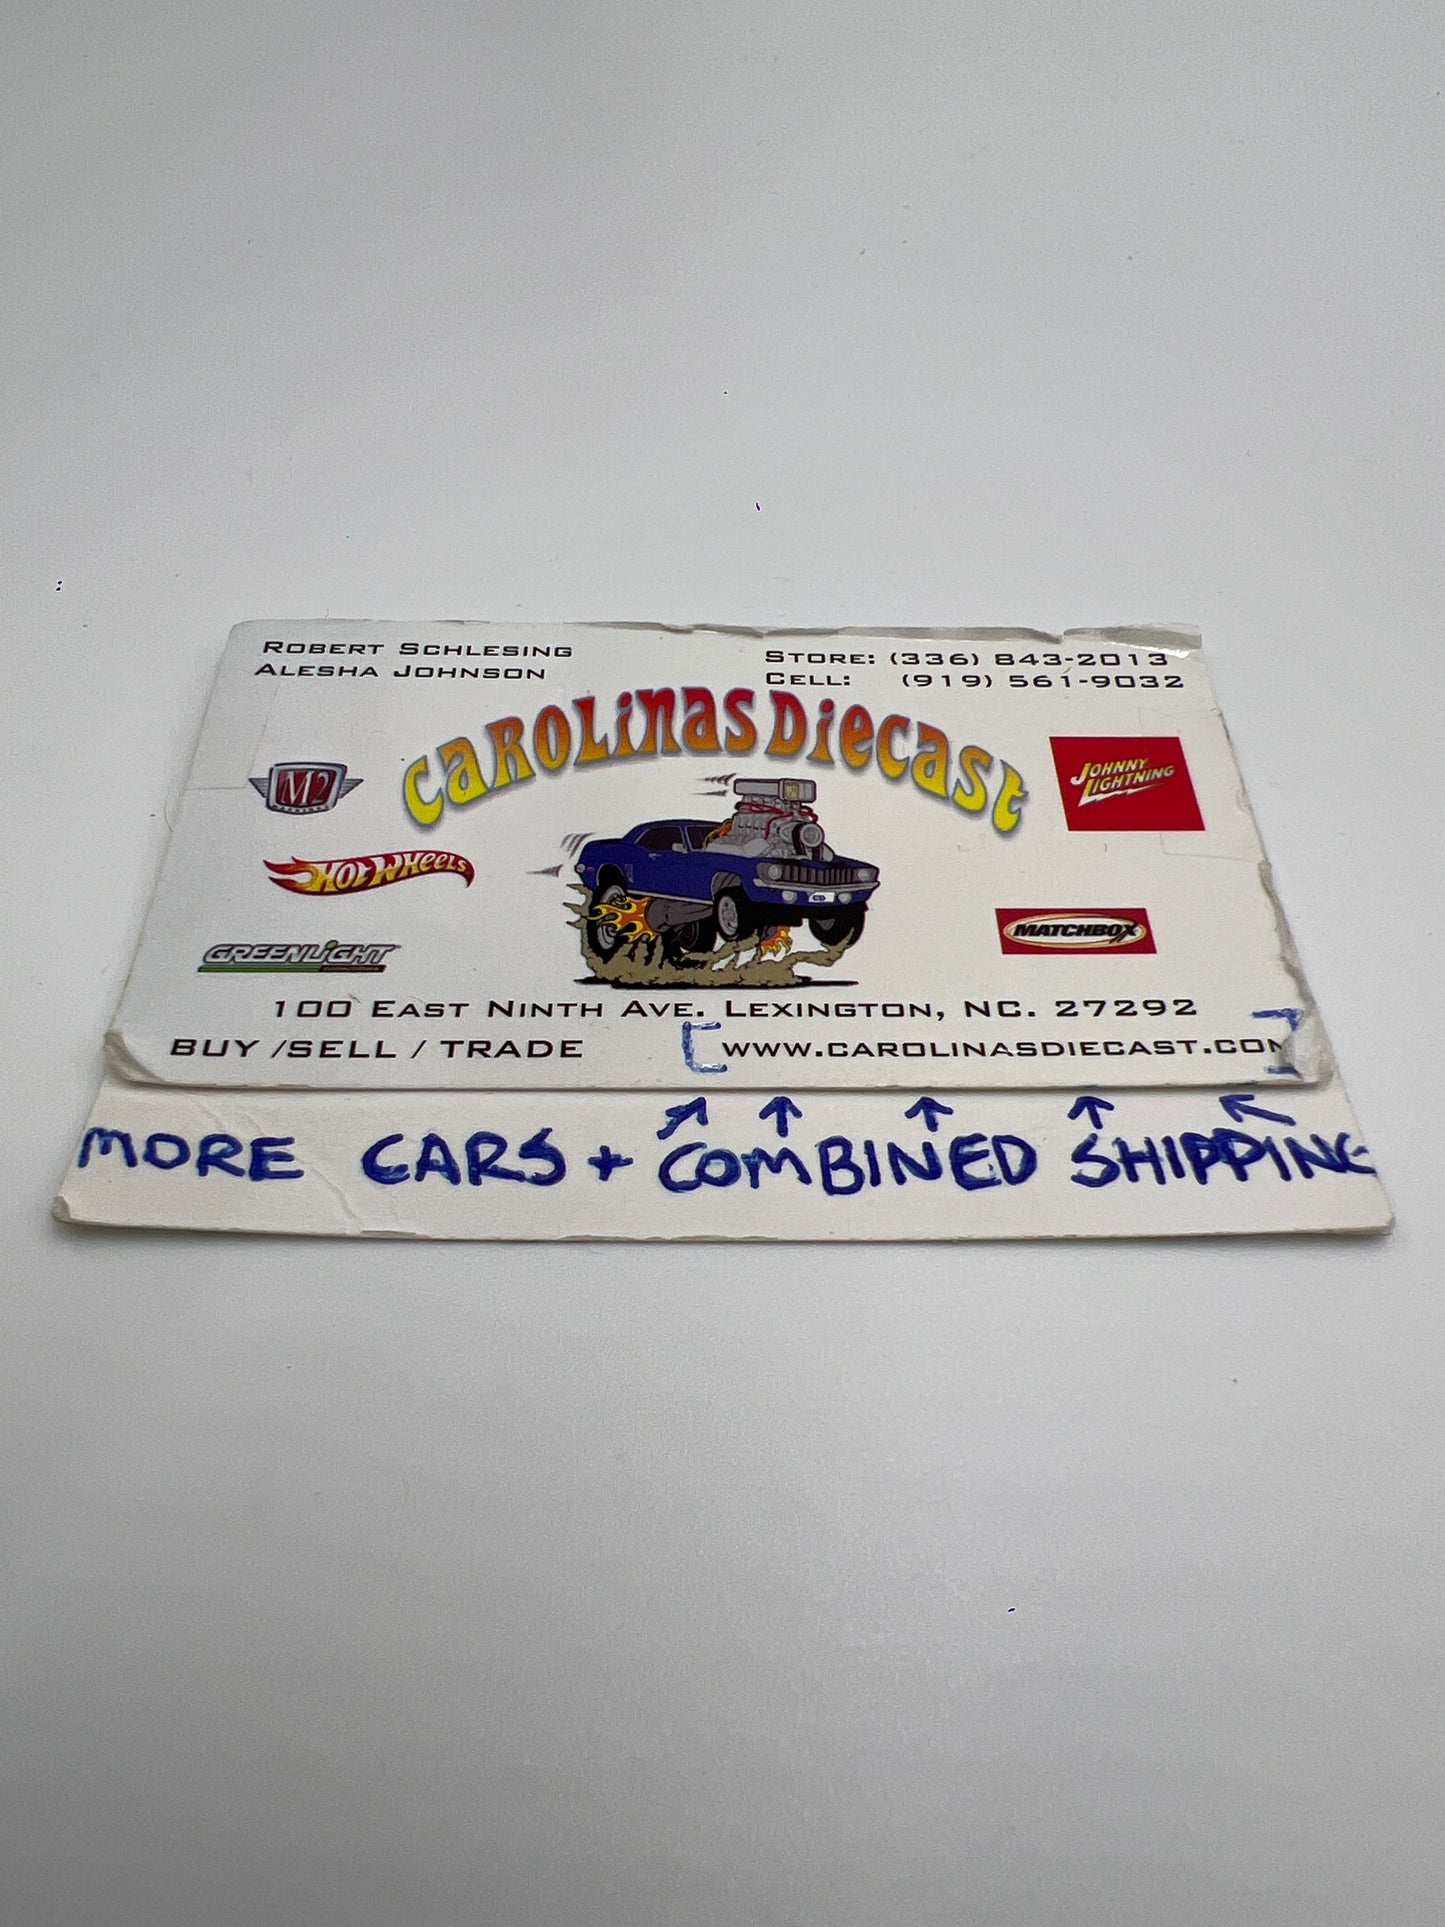 Robert Schlesing
Alesha Johnson
Store: (336) 843-2013
Cell: (919) 561-9032
Carolinas Diecast
M2
Johnny Lightning
Hot Wheels
Greenlight
Matchbox
100 East Ninth Ave. Lexington, NC. 27292
BUY /SELL / TRADE
www.carolinasdiecast.com
MORE CARS + COMBINED SHIPPING